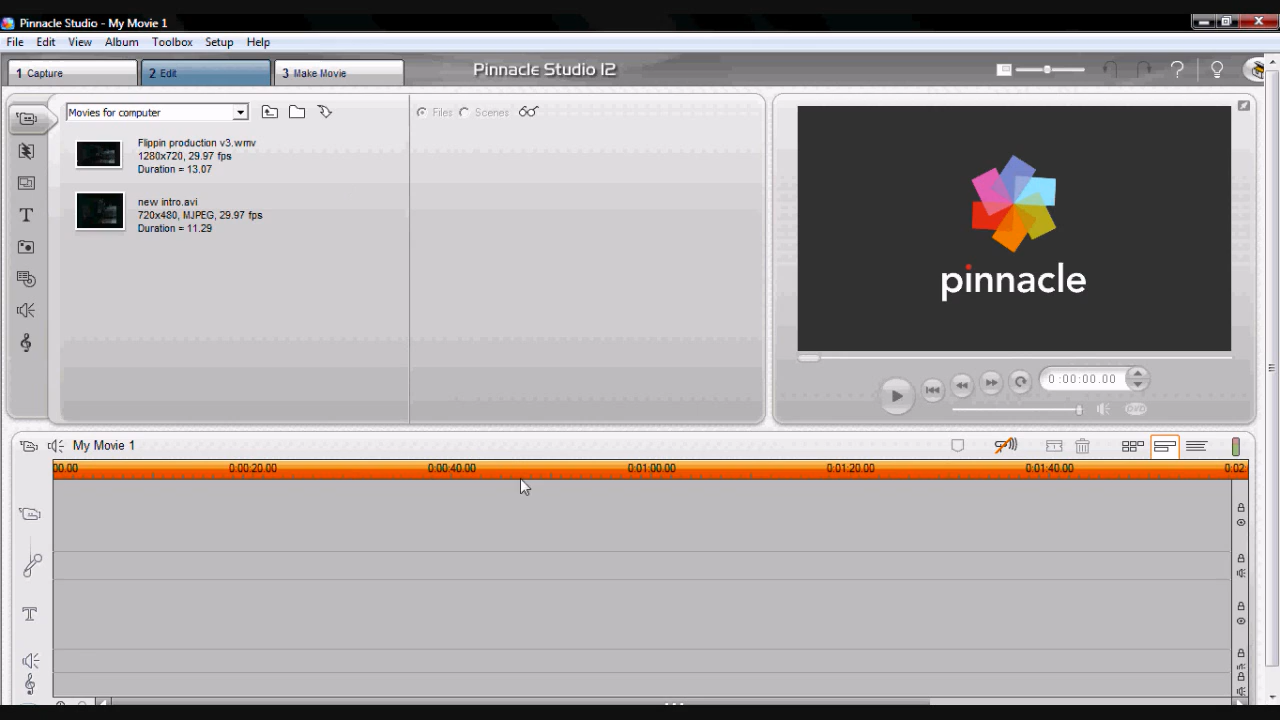 Pinnacle Studio - My Movie 1
File Edit View Album Toolbox Setup Help
1 Capture 2 Edit 3 Make Movie Pinnacle Studio 12
Movies for computer Files Scenes
Flippin production v3.wmv
1280x720, 29.97 fps
Duration = 13.07
new intro.avi
720x480, MJPEG, 29.97 fps
Duration = 11.29
pinnacle
0:00:00.00
DVD
My Movie 1
00.00 0:00:20.00 0:00:40.00 0:01:00.00 0:01:20.00 0:01:40.00 0:02.